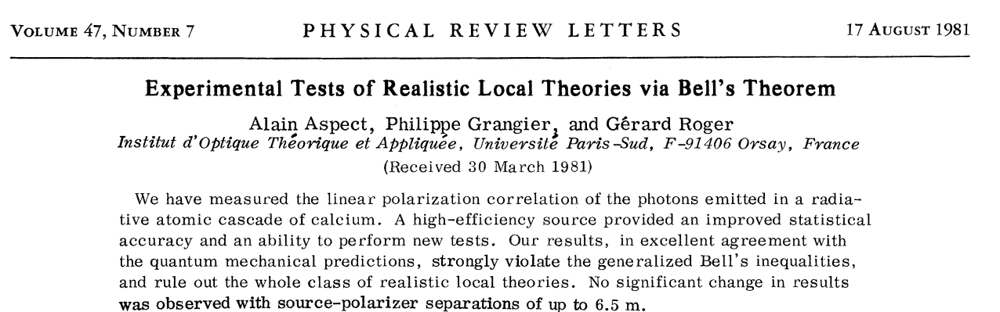 VOLUME 47, NUMBER 7 PHYSICAL REVIEW LETTERS 17 AUGUST 1981
Experimental Tests of Realistic Local Theories via Bell's Theorem
Alain Aspect, Philippe Grangier, and Gérard Roger
Institut d'Optique Théorique et Appliquée, Université Paris-Sud, F-91406 Orsay, France
(Received 30 March 1981)
We have measured the linear polarization correlation of the photons emitted in a radia-
tive atomic cascade of calcium. A high-efficiency source provided an improved statistical
accuracy and an ability to perform new tests. Our results, in excellent agreement with
the quantum mechanical predictions, strongly violate the generalized Bell's inequalities,
and rule out the whole class of realistic local theories. No significant change in results
was observed with source-polarizer separations of up to 6.5 m.